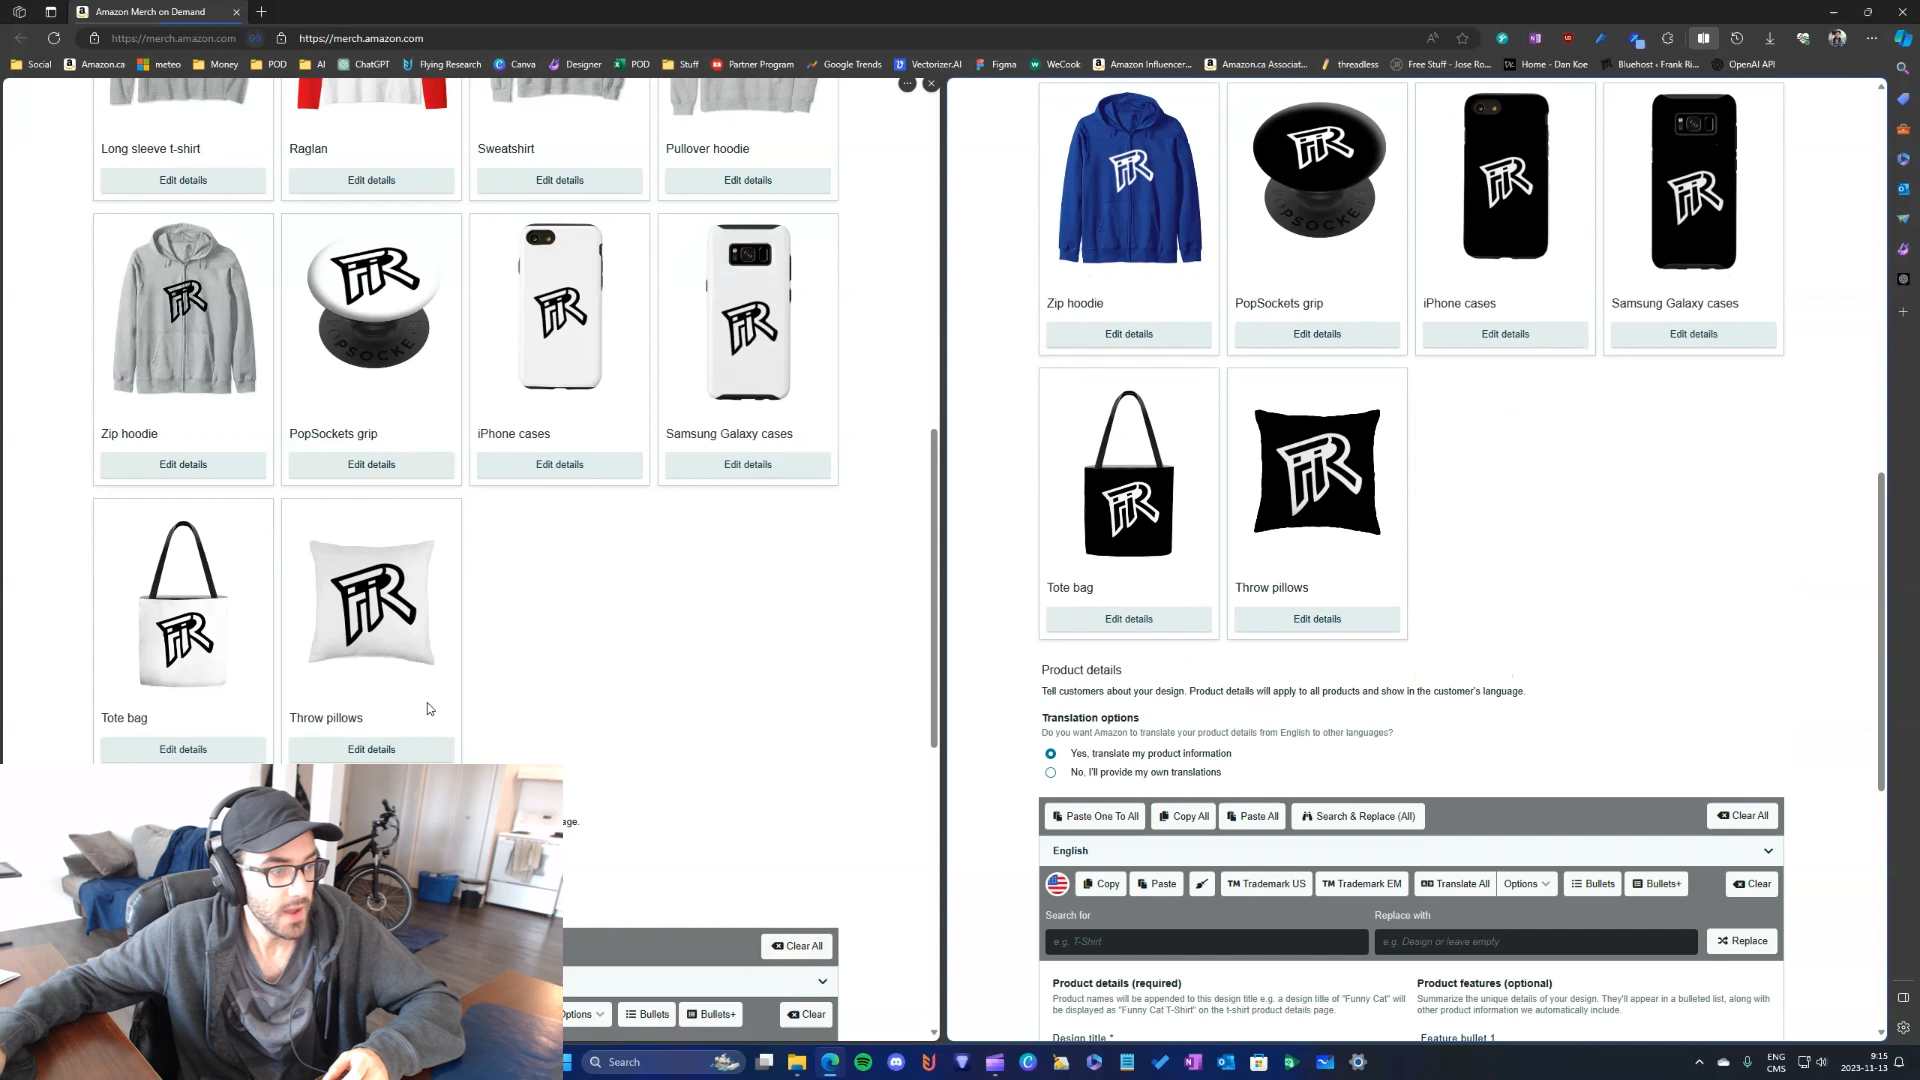 Amazon Merch on Demand
https://merch.amazon.com
https://merch.amazon.com
Social
Amazon.ca
meteo
Money
POD
AI
ChatGPT
Flying Research
Canva
Designer
POD
Stuff
Partner Program
Google Trends
Vectorizer.AI
Figma
WeCook
Amazon Influencer...
Amazon.ca Associat...
threadless
Free Stuff - Jose Ro...
Home - Dan Koe
Bluehost ‹ Frank Ri...
OpenAI API
Long sleeve t-shirt
Raglan
Sweatshirt
Pullover hoodie
Edit details
Edit details
Edit details
Edit details
Zip hoodie
PopSockets grip
iPhone cases
Samsung Galaxy cases
Edit details
Edit details
Edit details
Edit details
Tote bag
Throw pillows
Edit details
Edit details
age.
Clear All
Options
Bullets
Bullets+
Clear
Zip hoodie
PopSockets grip
iPhone cases
Samsung Galaxy cases
Edit details
Edit details
Edit details
Edit details
Tote bag
Throw pillows
Edit details
Edit details
Product details
Tell customers about your design. Product details will apply to all products and show in the customer's language.
Translation options
Do you want Amazon to translate your product details from English to other languages?
Yes, translate my product information
No, I'll provide my own translations
Paste One To All
Copy All
Paste All
Search & Replace (All)
Clear All
English
Copy
Paste
TM Trademark US
TM Trademark EM
Translate All
Options
Bullets
Bullets+
Clear
Search for
Replace with
e.g. T-Shirt
e.g. Design or leave empty
Replace
Product details (required)
Product names will be appended to this design title e.g. a design title of "Funny Cat" will
be displayed as "Funny Cat T-Shirt" on the t-shirt product details page.
Design title *
Product features (optional)
Summarize the unique details of your design. They'll appear in a bulleted list, along with
other product information we automatically include.
Feature bullet 1
Search
ENG
CMS
9:15
2023-11-13